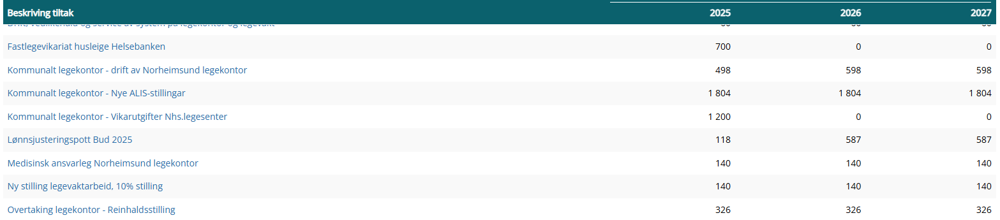 Beskriving tiltak 2025 2026 2027
Drift, vedlikehald og service av system på legekontor og legevakt
Fastlegevikariat husleige Helsebanken 700 0 0
Kommunalt legekontor - drift av Norheimsund legekontor 498 598 598
Kommunalt legekontor - Nye ALIS-stillingar 1 804 1 804 1 804
Kommunalt legekontor - Vikarutgifter Nhs.legesenter 1 200 0 0
Lønnsjusteringspott Bud 2025 118 587 587
Medisinsk ansvarleg Norheimsund legekontor 140 140 140
Ny stilling legevaktarbeid, 10% stilling 140 140 140
Overtaking legekontor - Reinhaldsstilling 326 326 326